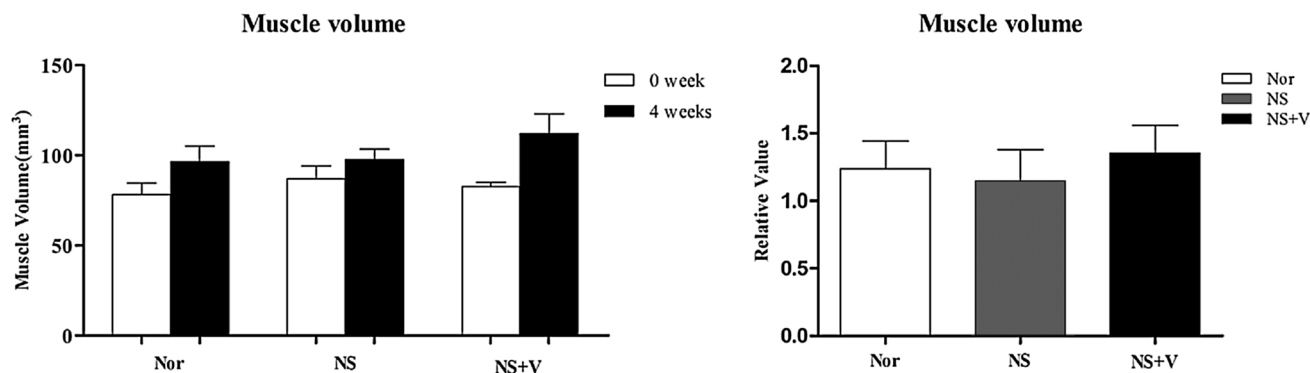 Muscle volume
Muscle Volume(mm³)
150
100
50
0
Nor
NS
NS+V
0 week
4 weeks
Muscle volume
Relative Value
2.0
1.5
1.0
0.5
0.0
Nor
NS
NS+V
Nor
NS
NS+V